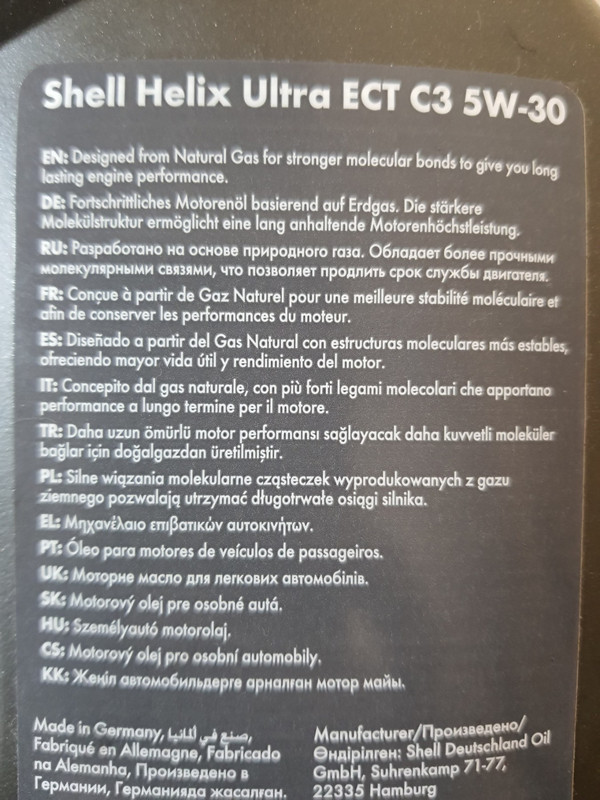 Shell Helix Ultra ECT C3 5W-30
EN: Designed from Natural Gas for stronger molecular bonds to give you long
lasting engine performance.
DE: Fortschrittliches Motorenöl basierend auf Erdgas. Die stärkere
Molekülstruktur ermöglicht eine lang anhaltende Motorenhöchstleistung.
RU: Разработано на основе природного газа. Обладает более прочными
молекулярными связями, что позволяет продлить срок службы двигателя.
FR: Conçue à partir de Gaz Naturel pour une meilleure stabilité moléculaire et
afin de conserver les performances du moteur.
ES: Diseñado a partir del Gas Natural con estructuras moleculares más estables,
ofreciendo mayor vida útil y rendimiento del motor.
IT: Concepito dal gas naturale, con più forti legami molecolari che apportano
performance a lungo termine per il motore.
TR: Daha uzun ömürlü motor performansı sağlayacak daha kuvvetli moleküler
bağlar için doğalgazdan üretilmiştir.
PL: Silne wiązania molekularne cząsteczek wyprodukowanych z gazu
ziemnego pozwalają utrzymać długotrwałe osiągi silnika.
EL: Μηχανέλαιο επιβατικών αυτοκινήτων.
PT: Óleo para motores de veículos de passageiros.
UK: Моторне масло для легкових автомобілів.
SK: Motorový olej pre osobné autá.
HU: Személyautó motorolaj.
CS: Motorový olej pro osobní automobily.
KK: Жеңіл автомобильдерге арналған мотор майы.
Made in Germany, صنع في ألمانيا,
Fabriqué en Allemagne, Fabricado
na Alemanha, Произведено в
Германии, Германияда жасалған.
Manufacturer/Произведено/
Өндірілген: Shell Deutschland Oil
GmbH, Suhrenkamp 71-77,
22335 Hamburg